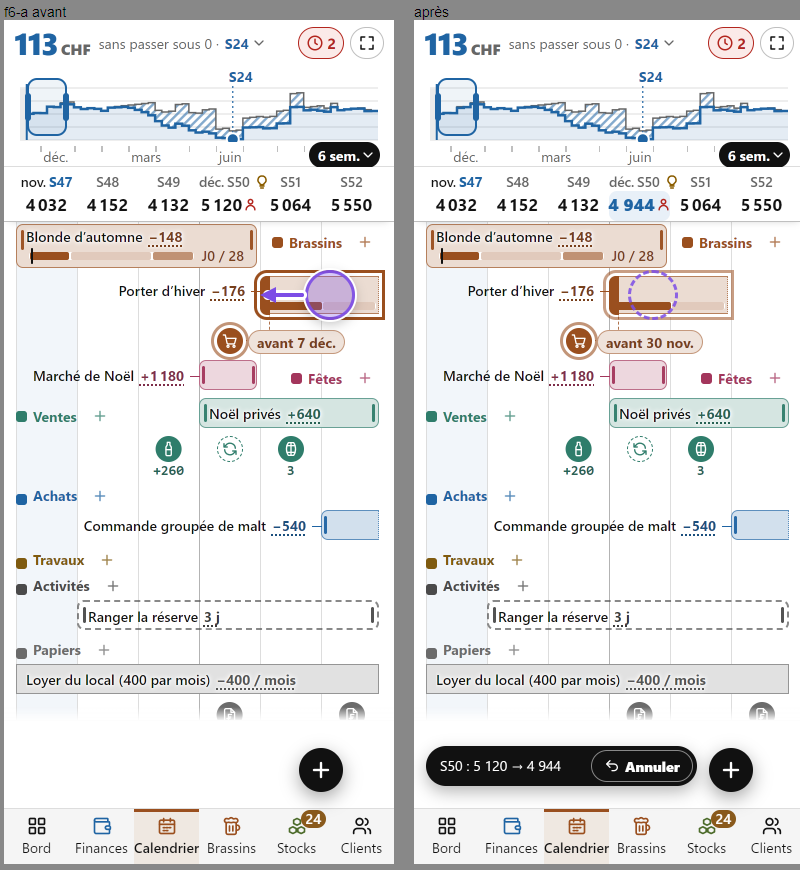 f6-a avant
113 CHF sans passer sous 0 · S24
2
S24
déc. mars juin
6 sem.
nov. S47 S48 S49 déc. S50 S51 S52
4 032 4 152 4 132 5 120 5 064 5 550
Blonde d'automne −148
J0 / 28
Brassins +
Porter d'hiver −176
avant 7 déc.
Marché de Noël +1 180
Fêtes +
Ventes +
Noël privés +640
+260 3
Achats +
Commande groupée de malt −540
Travaux +
Activités +
Ranger la réserve 3 j
Papiers +
Loyer du local (400 par mois) −400 / mois
+
24
Bord Finances Calendrier Brassins Stocks Clients
après
113 CHF sans passer sous 0 · S24
2
S24
déc. mars juin
6 sem.
nov. S47 S48 S49 déc. S50 S51 S52
4 032 4 152 4 132 4 944 5 064 5 550
Blonde d'automne −148
J0 / 28
Brassins +
Porter d'hiver −176
avant 30 nov.
Marché de Noël +1 180
Fêtes +
Ventes +
Noël privés +640
+260 3
Achats +
Commande groupée de malt −540
Travaux +
Activités +
Ranger la réserve 3 j
Papiers +
Loyer du local (400 par mois) −400 / mois
S50 : 5 120 → 4 944 Annuler
+
24
Bord Finances Calendrier Brassins Stocks Clients